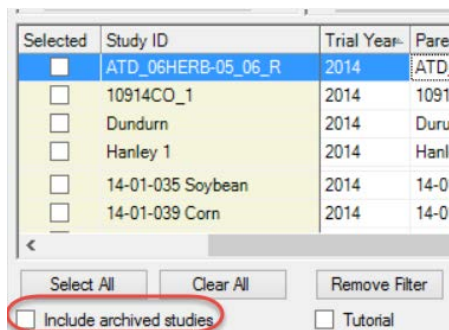 Selected Study ID Trial Year Pare
ATD_06HERB-05_06_R 2014 ATD_
10914CO_1 2014 1091
Dundurn 2014 Duru
Hanley 1 2014 Hanl
14-01-035 Soybean 2014 14-0
14-01-039 Corn 2014 14-0
Select All Clear All Remove Filter
Include archived studies Tutorial